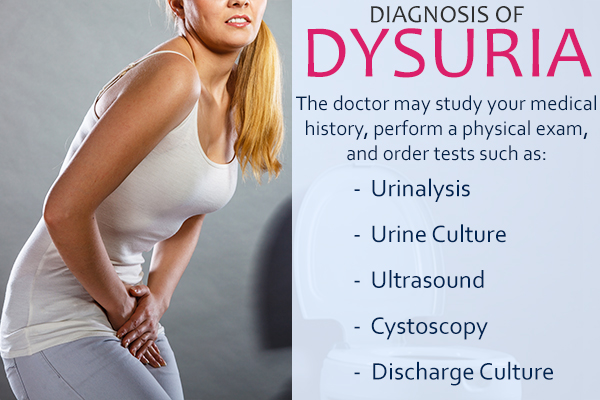 DIAGNOSIS OF
DYSURIA
The doctor may study your medical
history, perform a physical exam,
and order tests such as:
- Urinalysis
- Urine Culture
- Ultrasound
- Cystoscopy
- Discharge Culture